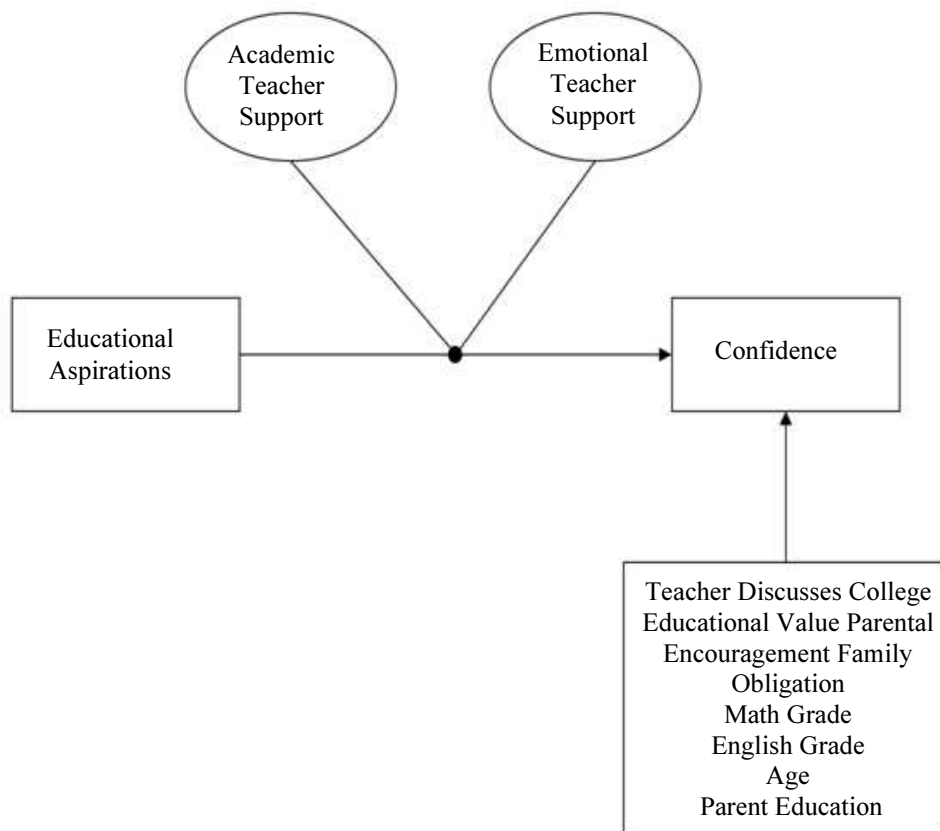 Academic
Teacher
Support
Emotional
Teacher
Support
Educational
Aspirations
Confidence
Teacher Discusses College
Educational Value Parental
Encouragement Family
Obligation
Math Grade
English Grade
Age
Parent Education